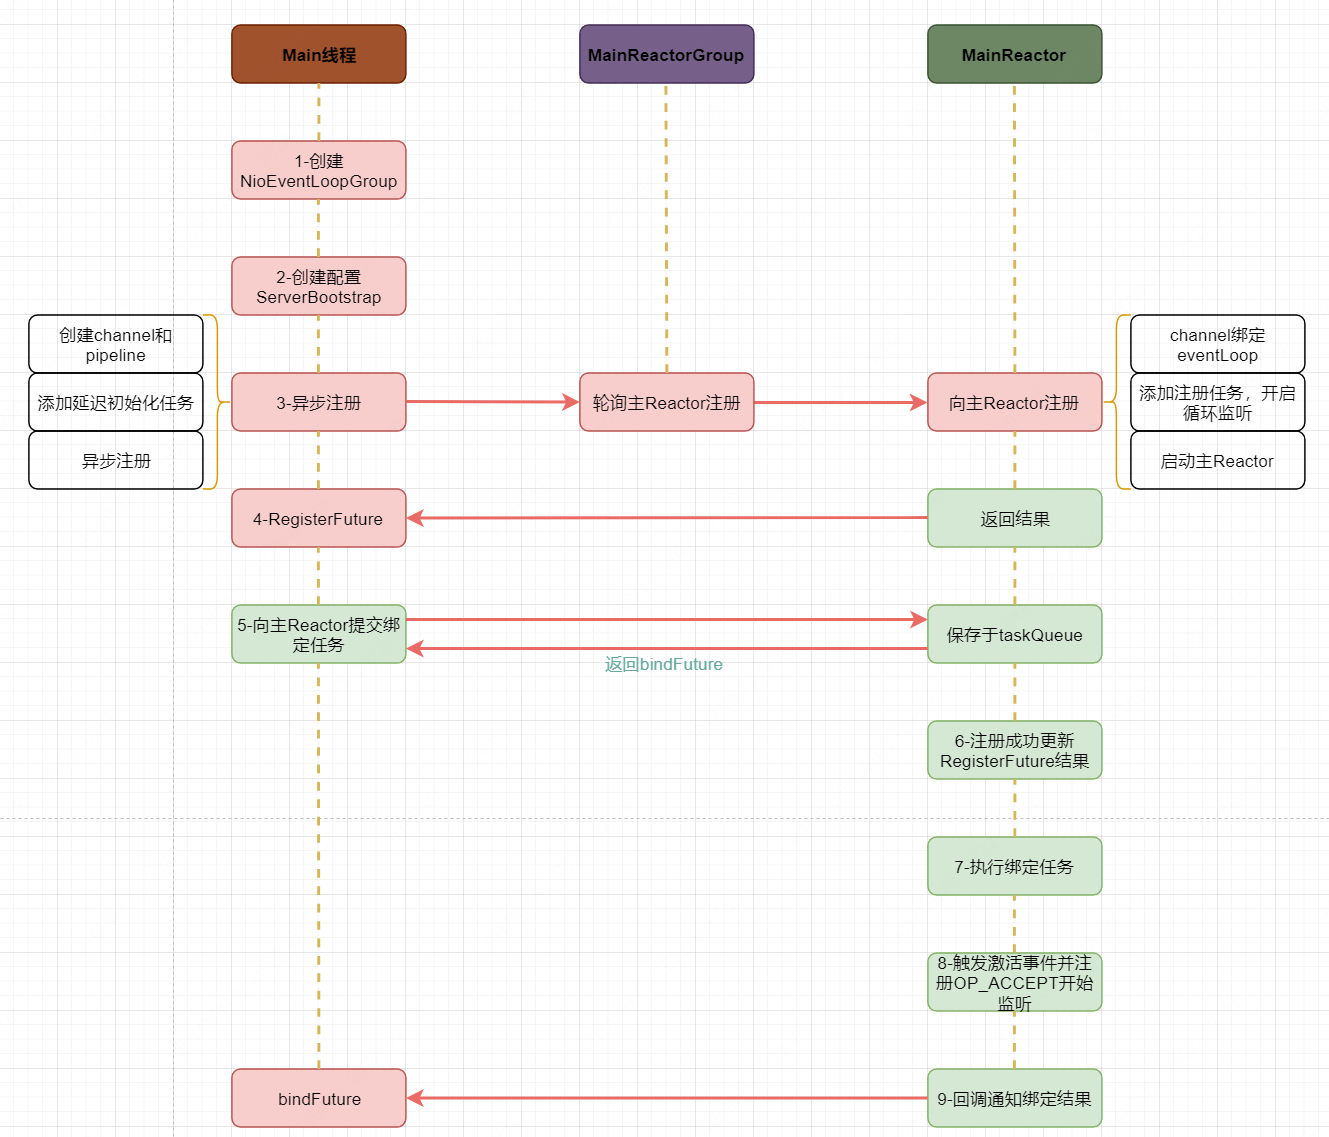 Main线程
MainReactorGroup
MainReactor
1-创建
NioEventLoopGroup
2-创建配置
ServerBootstrap
创建channel和
pipeline
添加延迟初始化任务
异步注册
3-异步注册
轮询主Reactor注册
向主Reactor注册
channel绑定
eventLoop
添加注册任务，开启
循环监听
启动主Reactor
4-RegisterFuture
返回结果
5-向主Reactor提交绑
定任务
保存于taskQueue
返回bindFuture
6-注册成功更新
RegisterFuture结果
7-执行绑定任务
8-触发激活事件并注
册OP_ACCEPT开始
监听
bindFuture
9-回调通知绑定结果